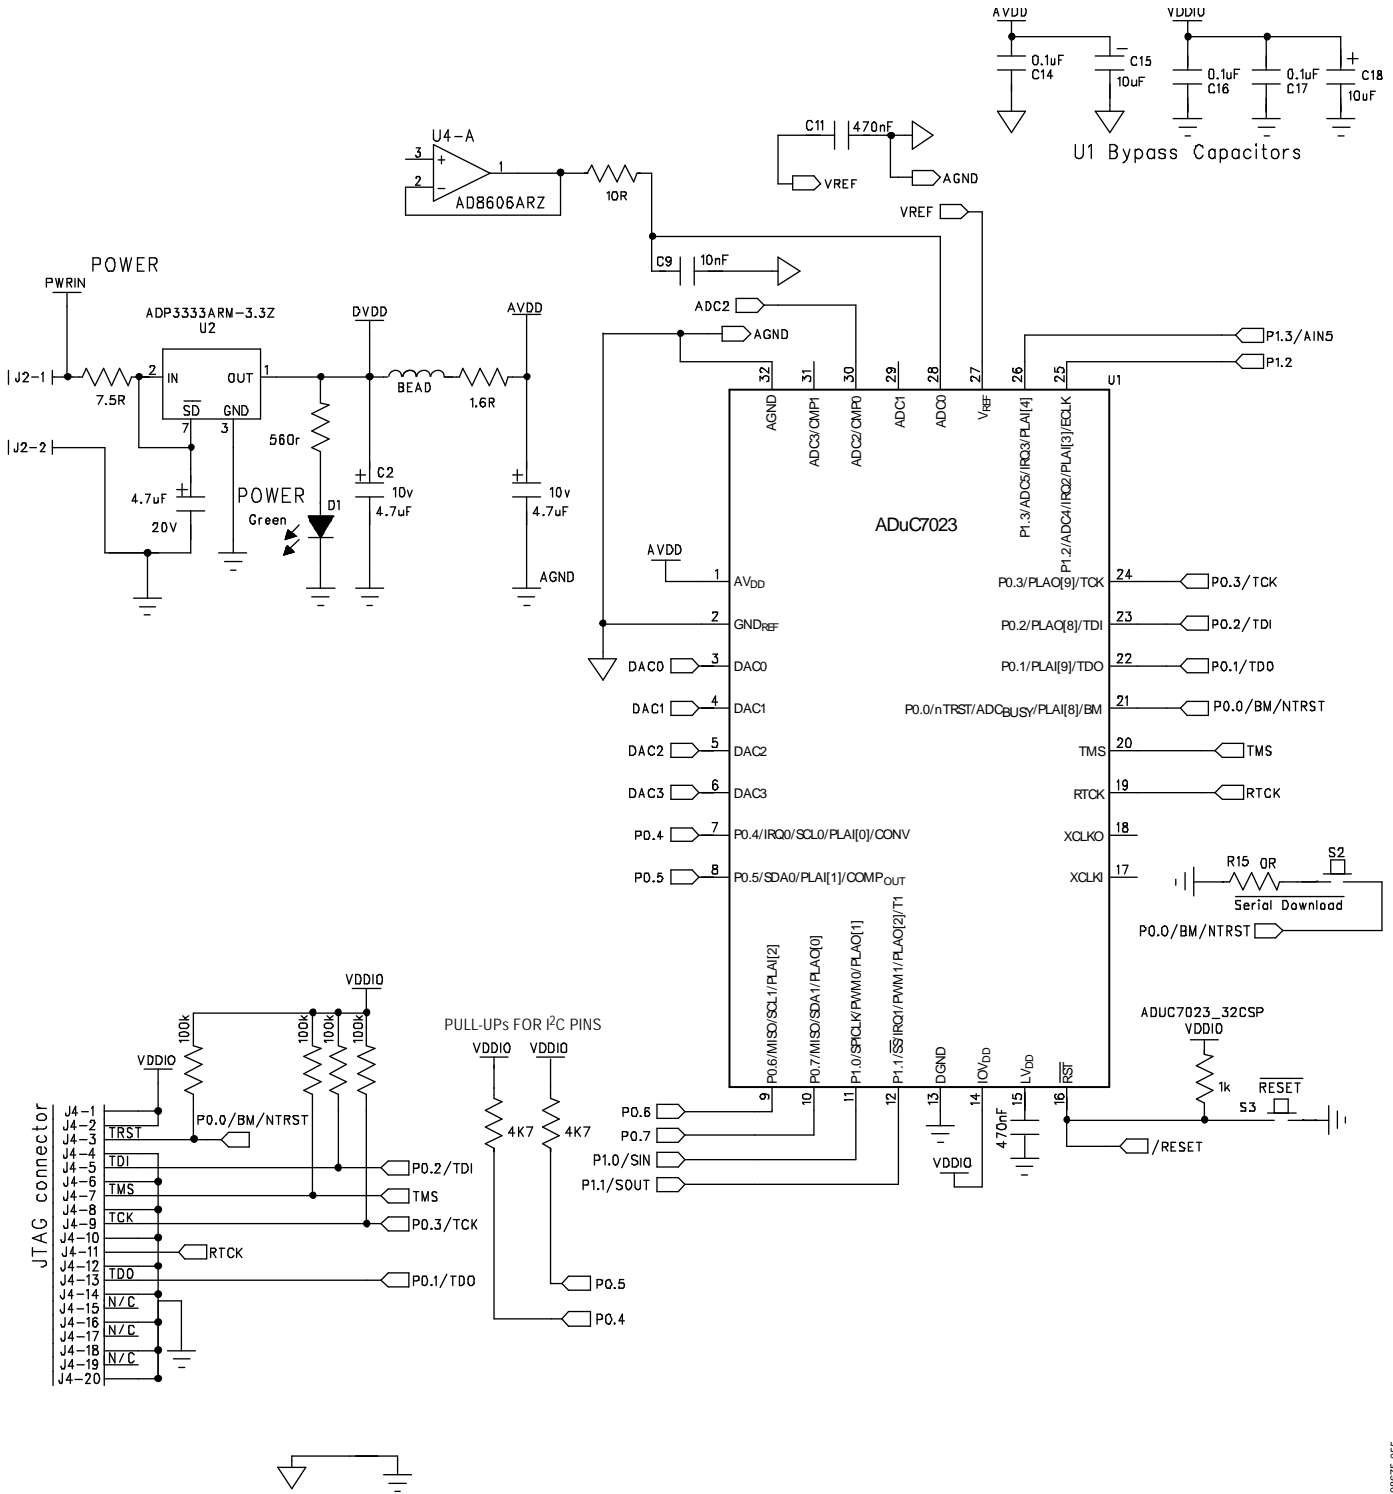 AVDD
VDDIO
0.1uF
C14
C15
10uF
0.1uF
C16
0.1uF
C17
C18
10uF
U1 Bypass Capacitors
C11
470nF
VREF
AGND
VREF
U4-A
3
2
1
AD8606ARZ
10R
C9
10nF
ADC2
AGND
P1.3/AIN5
P1.2
POWER
PWRIN
ADP3333ARM-3.3Z
U2
DVDD
AVDD
J2-1
7.5R
2
IN
OUT
1
SD
GND
7
3
BEAD
1.6R
J2-2
560r
4.7uF
20V
POWER
Green
D1
C2
10v
4.7uF
10v
4.7uF
AGND
32
31
30
29
28
27
26
25
U1
AGND
ADC3/CMP1
ADC2/CMP0
ADC1
ADC0
VREF
P1.3/ADC5/IRQ3/PLAI[4]
P1.2/ADC4/IRQ2/PLAI[3]/ECLK
ADuC7023
AVDD
1
AVDD
2
GNDREF
DAC0
3
DAC0
DAC1
4
DAC1
DAC2
5
DAC2
DAC3
6
DAC3
P0.4
7
P0.4/IRQ0/SCL0/PLAI[0]/CONV
P0.5
8
P0.5/SDA0/PLAI[1]/COMPOUT
P0.3/PLAO[9]/TCK
24
P0.3/TCK
P0.2/PLAO[8]/TDI
23
P0.2/TDI
P0.1/PLAI[9]/TDO
22
P0.1/TDO
P0.0/nTRST/ADCBUSY/PLAI[8]/BM
21
P0.0/BM/NTRST
TMS
20
TMS
RTCK
19
RTCK
XCLKO
18
XCLKI
17
R15
0R
S2
Serial Download
P0.0/BM/NTRST
P0.6/MISO/SCL1/PLAI[2]
P0.7/MISO/SDA1/PLAO[0]
P1.0/SPICLK/PWM0/PLAO[1]
P1.1/SS/IRQ1/PWM1/PLAO[2]/T1
DGND
IOVDD
LVDD
RST
9
10
11
12
13
14
15
16
P0.6
P0.7
P1.0/SIN
P1.1/SOUT
VDDIO
470nF
ADUC7023_32CSP
VDDIO
1k
RESET
S3
/RESET
VDDIO
100k
100k
100k
100k
VDDIO
P0.0/BM/NTRST
PULL-UPs FOR I²C PINS
VDDIO
VDDIO
4K7
4K7
P0.5
P0.4
JTAG connector
J4-1
J4-2
J4-3
TRST
J4-4
J4-5
TDI
P0.2/TDI
J4-6
J4-7
TMS
TMS
J4-8
J4-9
TCK
P0.3/TCK
J4-10
J4-11
RTCK
J4-12
J4-13
TDO
P0.1/TDO
J4-14
J4-15
N/C
J4-16
J4-17
N/C
J4-18
J4-19
N/C
J4-20